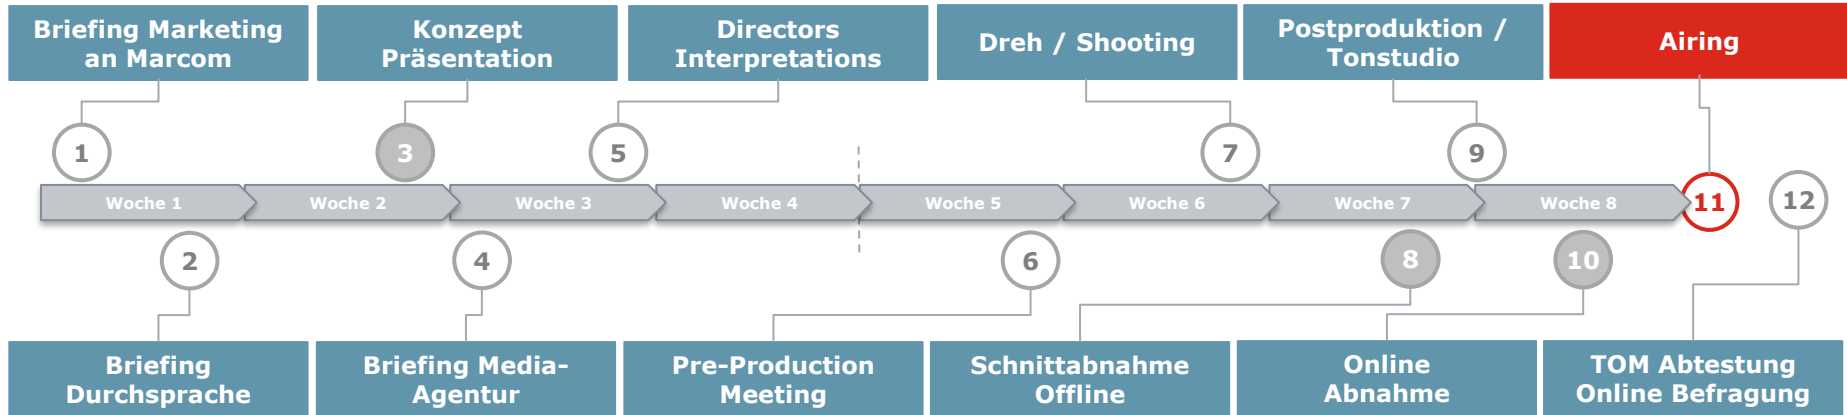 Briefing Marketing
an Marcom
Konzept
Präsentation
Directors
Interpretations
Dreh / Shooting
Postproduktion /
Tonstudio
Airing
1
3
5
7
9
Woche 1
Woche 2
Woche 3
Woche 4
Woche 5
Woche 6
Woche 7
Woche 8
11
12
2
4
6
8
10
Briefing
Durchsprache
Briefing Media-
Agentur
Pre-Production
Meeting
Schnittabnahme
Offline
Online
Abnahme
TOM Abtestung
Online Befragung